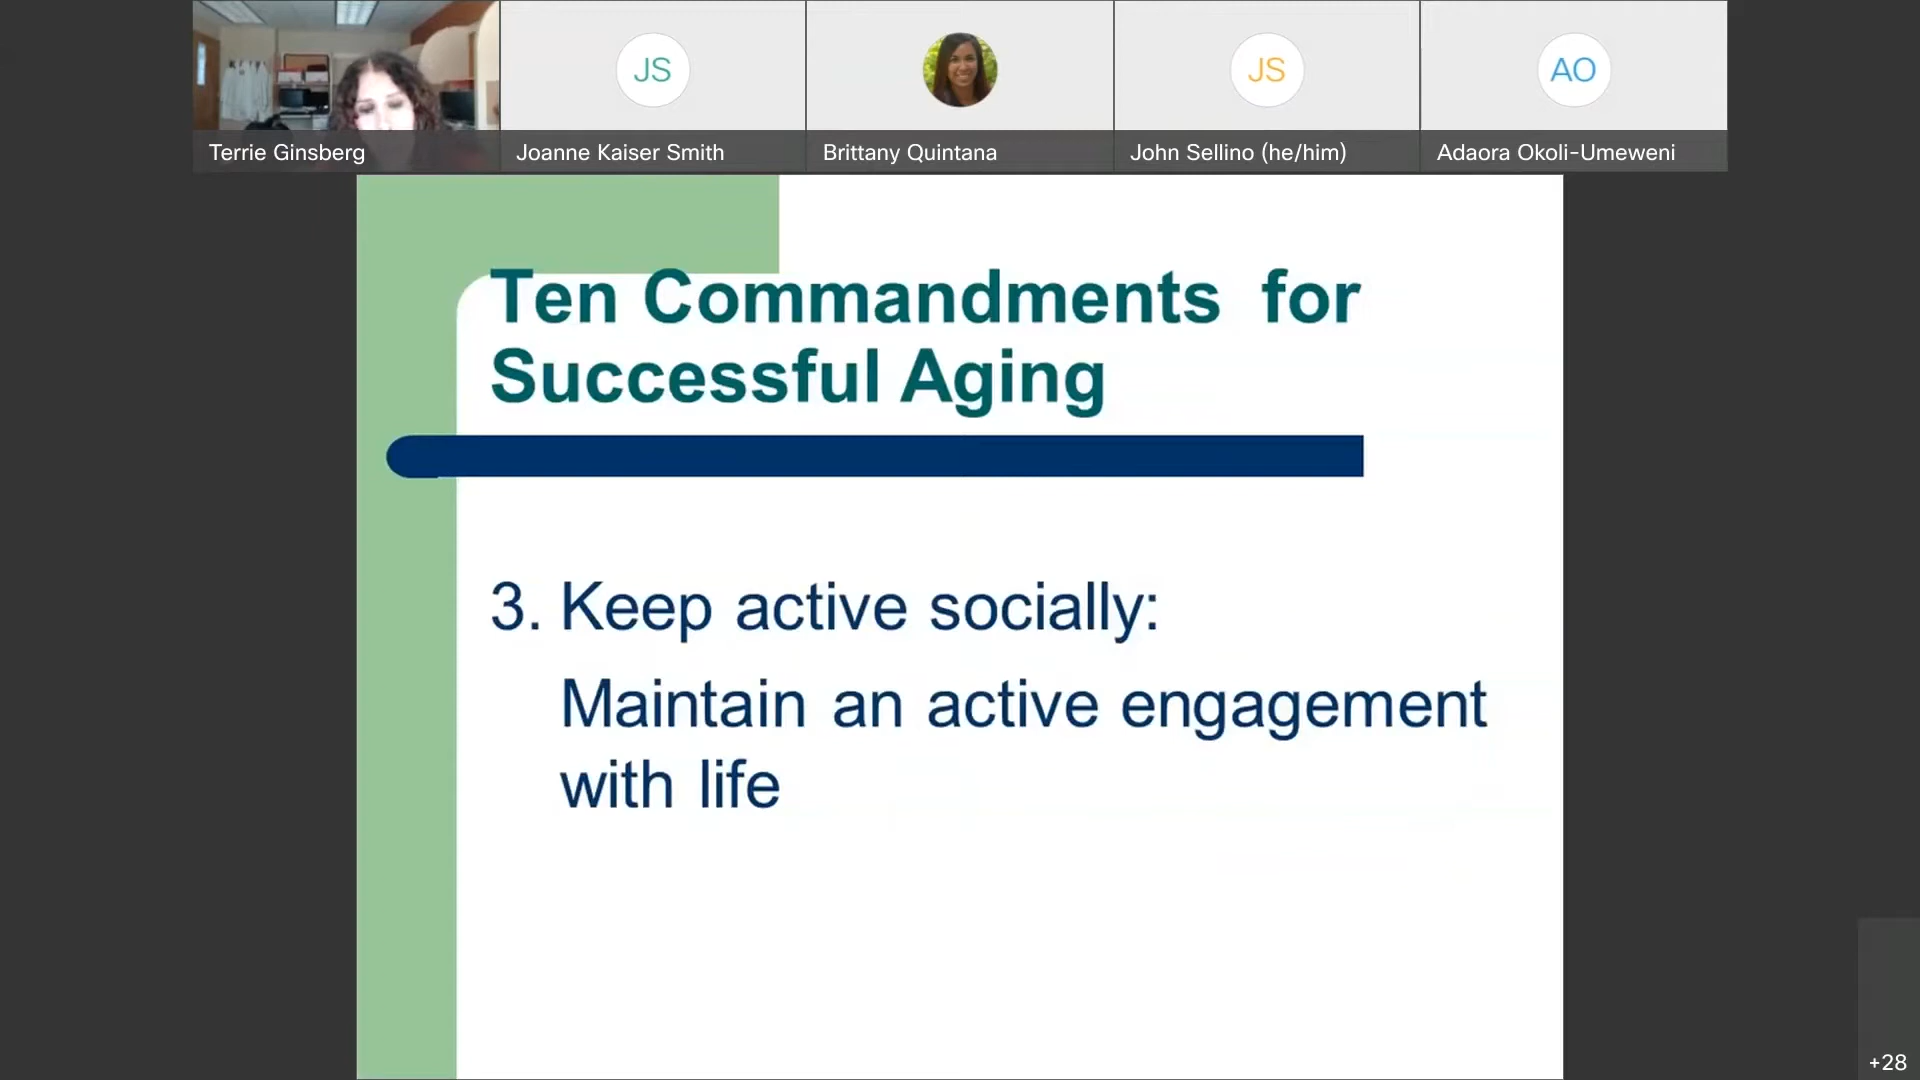 JS
JS
AO
Terrie Ginsberg
Joanne Kaiser Smith
Brittany Quintana
John Sellino (he/him)
Adaora Okoli-Umeweni
Ten Commandments for
Successful Aging
3. Keep active socially:
Maintain an active engagement
with life
+28